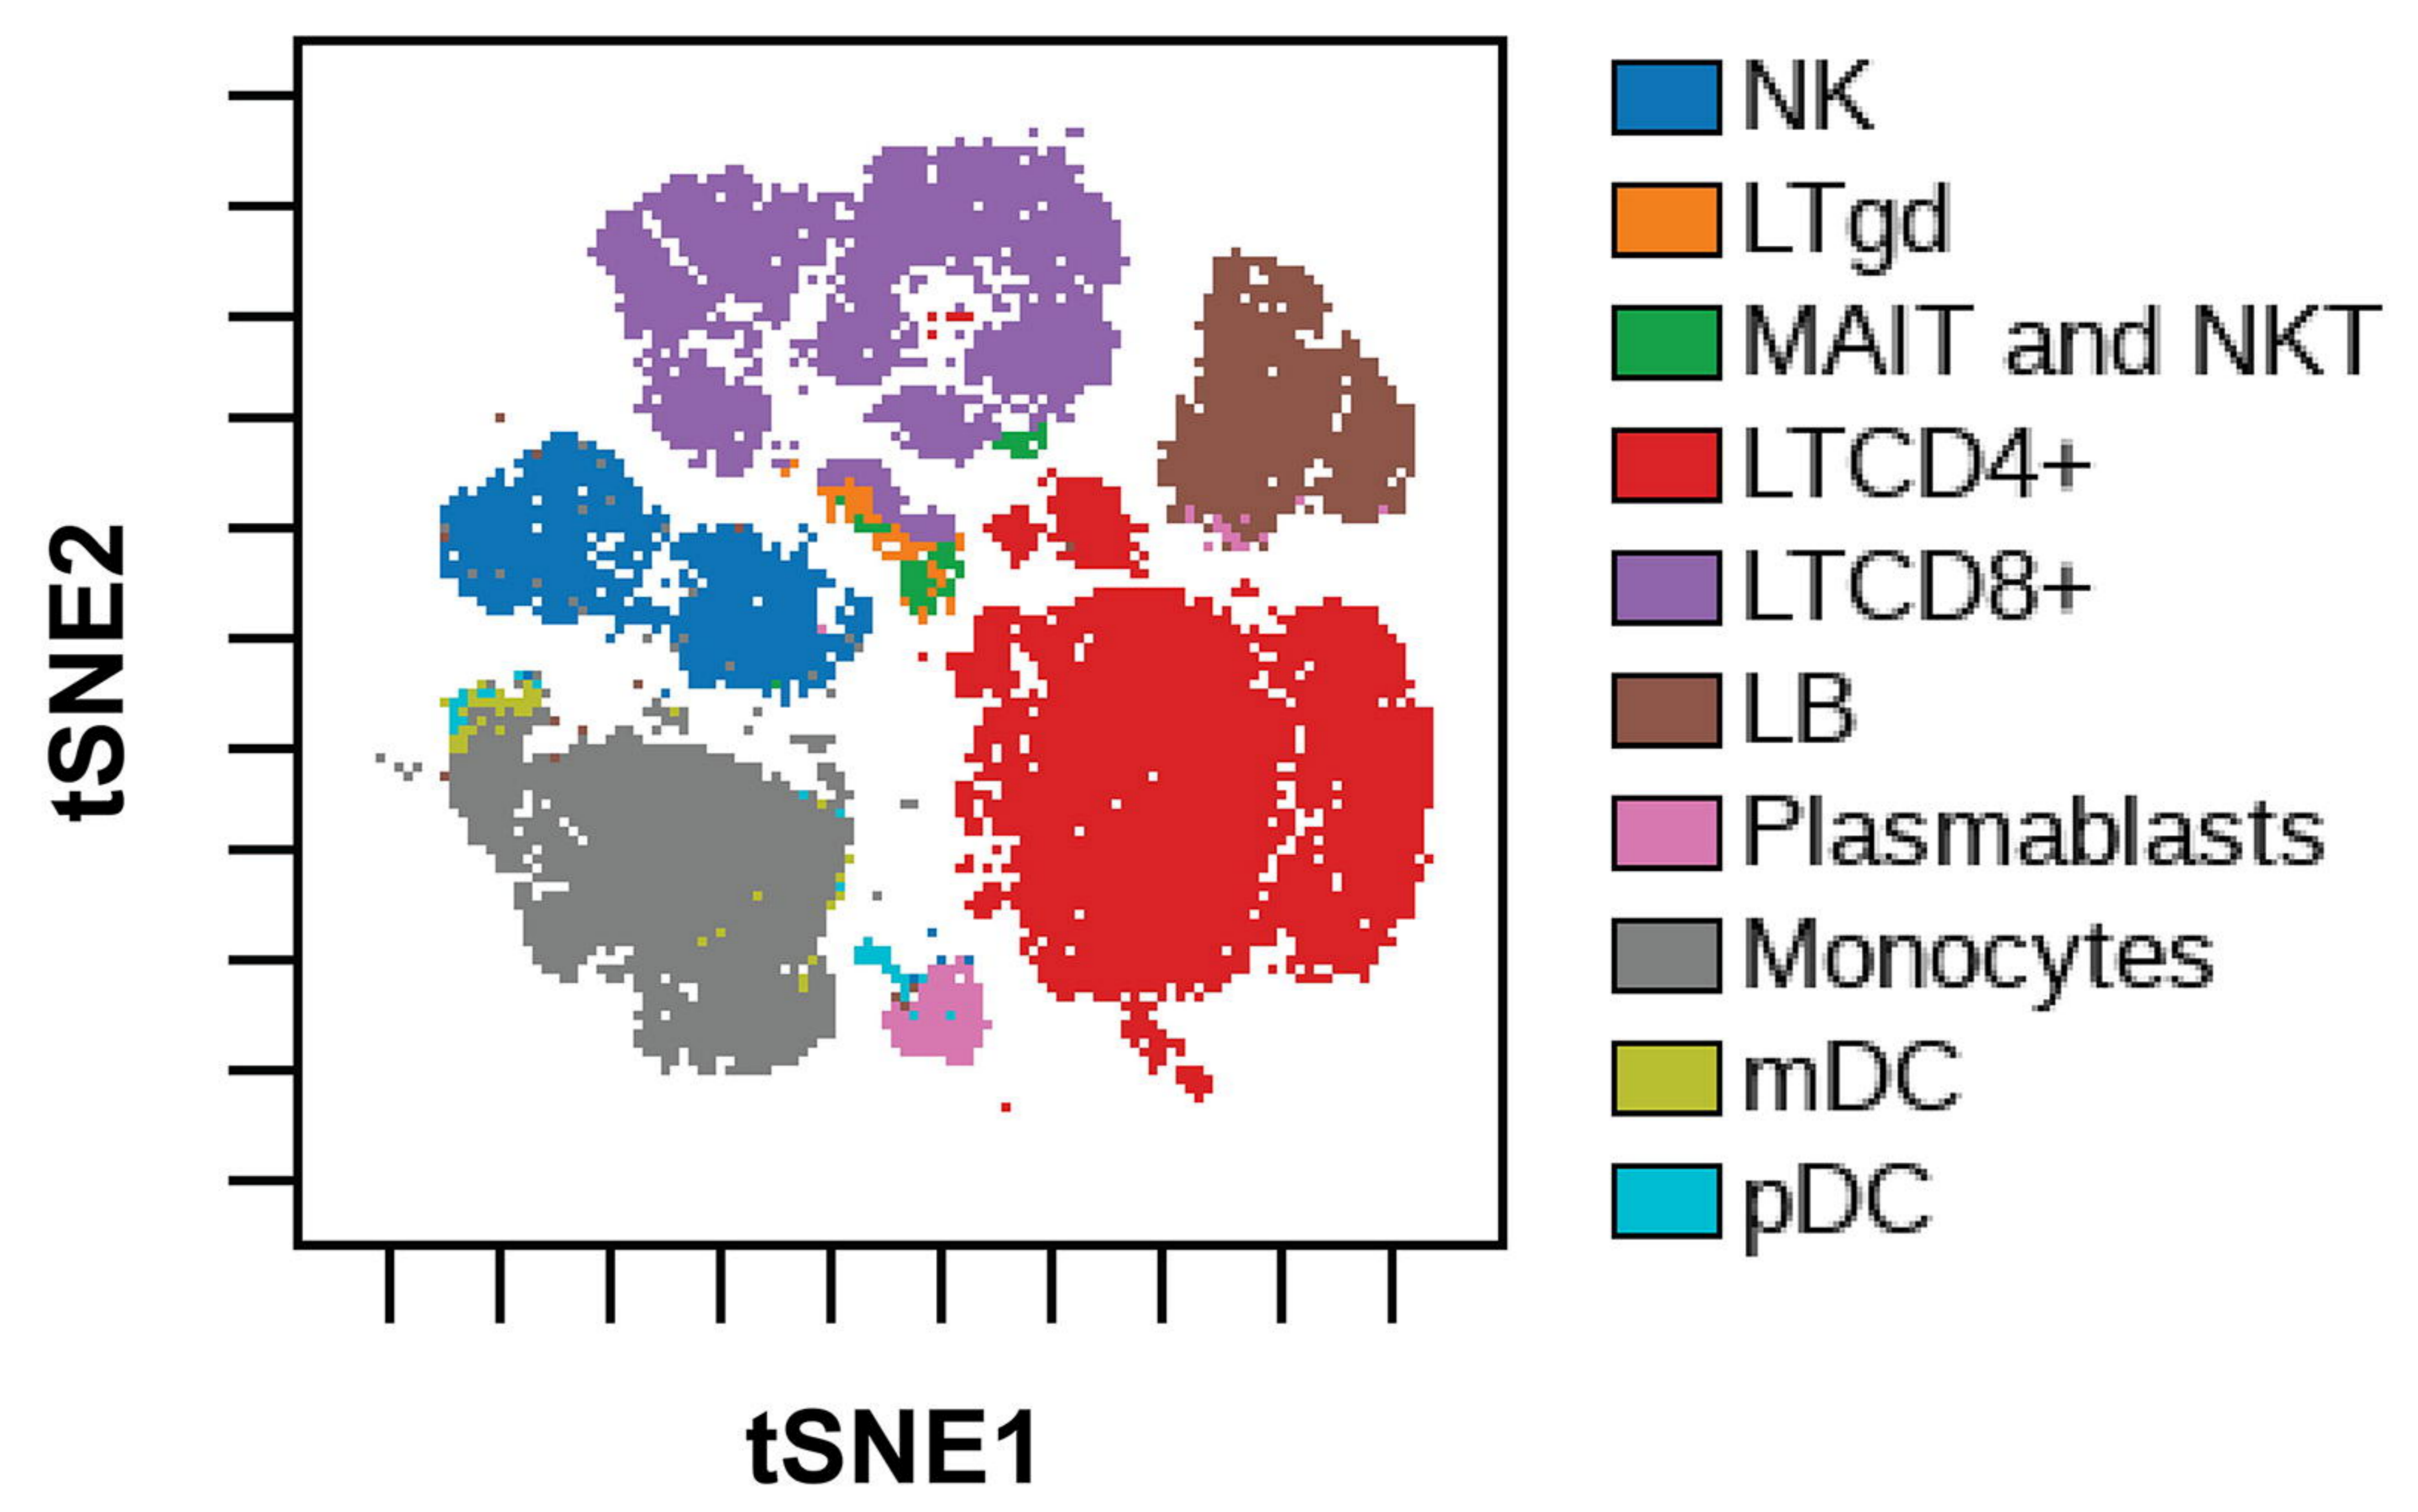 tSNE2
NK
LTgd
MAIT and NKT
LTCD4+
LTCD8+
LB
Plasmablasts
Monocytes
mDC
pDC
tSNE1